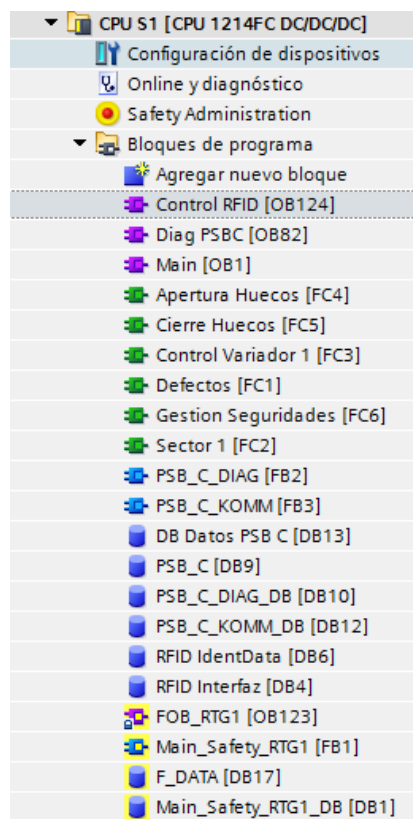 CPU S1 [CPU 1214FC DC/DC/DC]
Configuración de dispositivos
Online y diagnóstico
Safety Administration
Bloques de programa
Agregar nuevo bloque
Control RFID [OB124]
Diag PSBC [OB82]
Main [OB1]
Apertura Huecos [FC4]
Cierre Huecos [FC5]
Control Variador 1 [FC3]
Defectos [FC1]
Gestion Seguridades [FC6]
Sector 1 [FC2]
PSB_C_DIAG [FB2]
PSB_C_KOMM [FB3]
DB Datos PSB C [DB13]
PSB_C [DB9]
PSB_C_DIAG_DB [DB10]
PSB_C_KOMM_DB [DB12]
RFID IdentData [DB6]
RFID Interfaz [DB4]
FOB_RTG1 [OB123]
Main_Safety_RTG1 [FB1]
F_DATA [DB17]
Main_Safety_RTG1_DB [DB1]